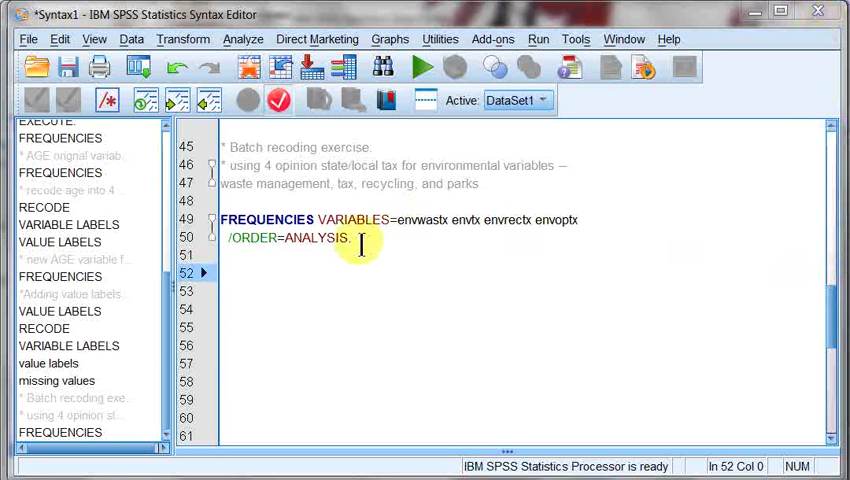 *Syntax1 - IBM SPSS Statistics Syntax Editor
File Edit View Data Transform Analyze Direct Marketing Graphs Utilities Add-ons Run Tools Window Help
Active: DataSet1
EXECUTE.
FREQUENCIES
* AGE orignal variab..
FREQUENCIES
* recode age into 4 ..
RECODE
VARIABLE LABELS
VALUE LABELS
* new AGE variable f..
FREQUENCIES
*Adding value labels..
VALUE LABELS
RECODE
VARIABLE LABELS
value labels
missing values
* Batch recoding exe...
* using 4 opinion st...
FREQUENCIES
45 * Batch recoding exercise.
46 * using 4 opinion state/local tax for environmental variables –
47 waste management, tax, recycling, and parks
48
49 FREQUENCIES VARIABLES=envwastx envtx envrectx envoptx
50 /ORDER=ANALYSIS.
51
52
53
54
55
56
57
58
59
60
61
IBM SPSS Statistics Processor is ready In 52 Col 0 NUM